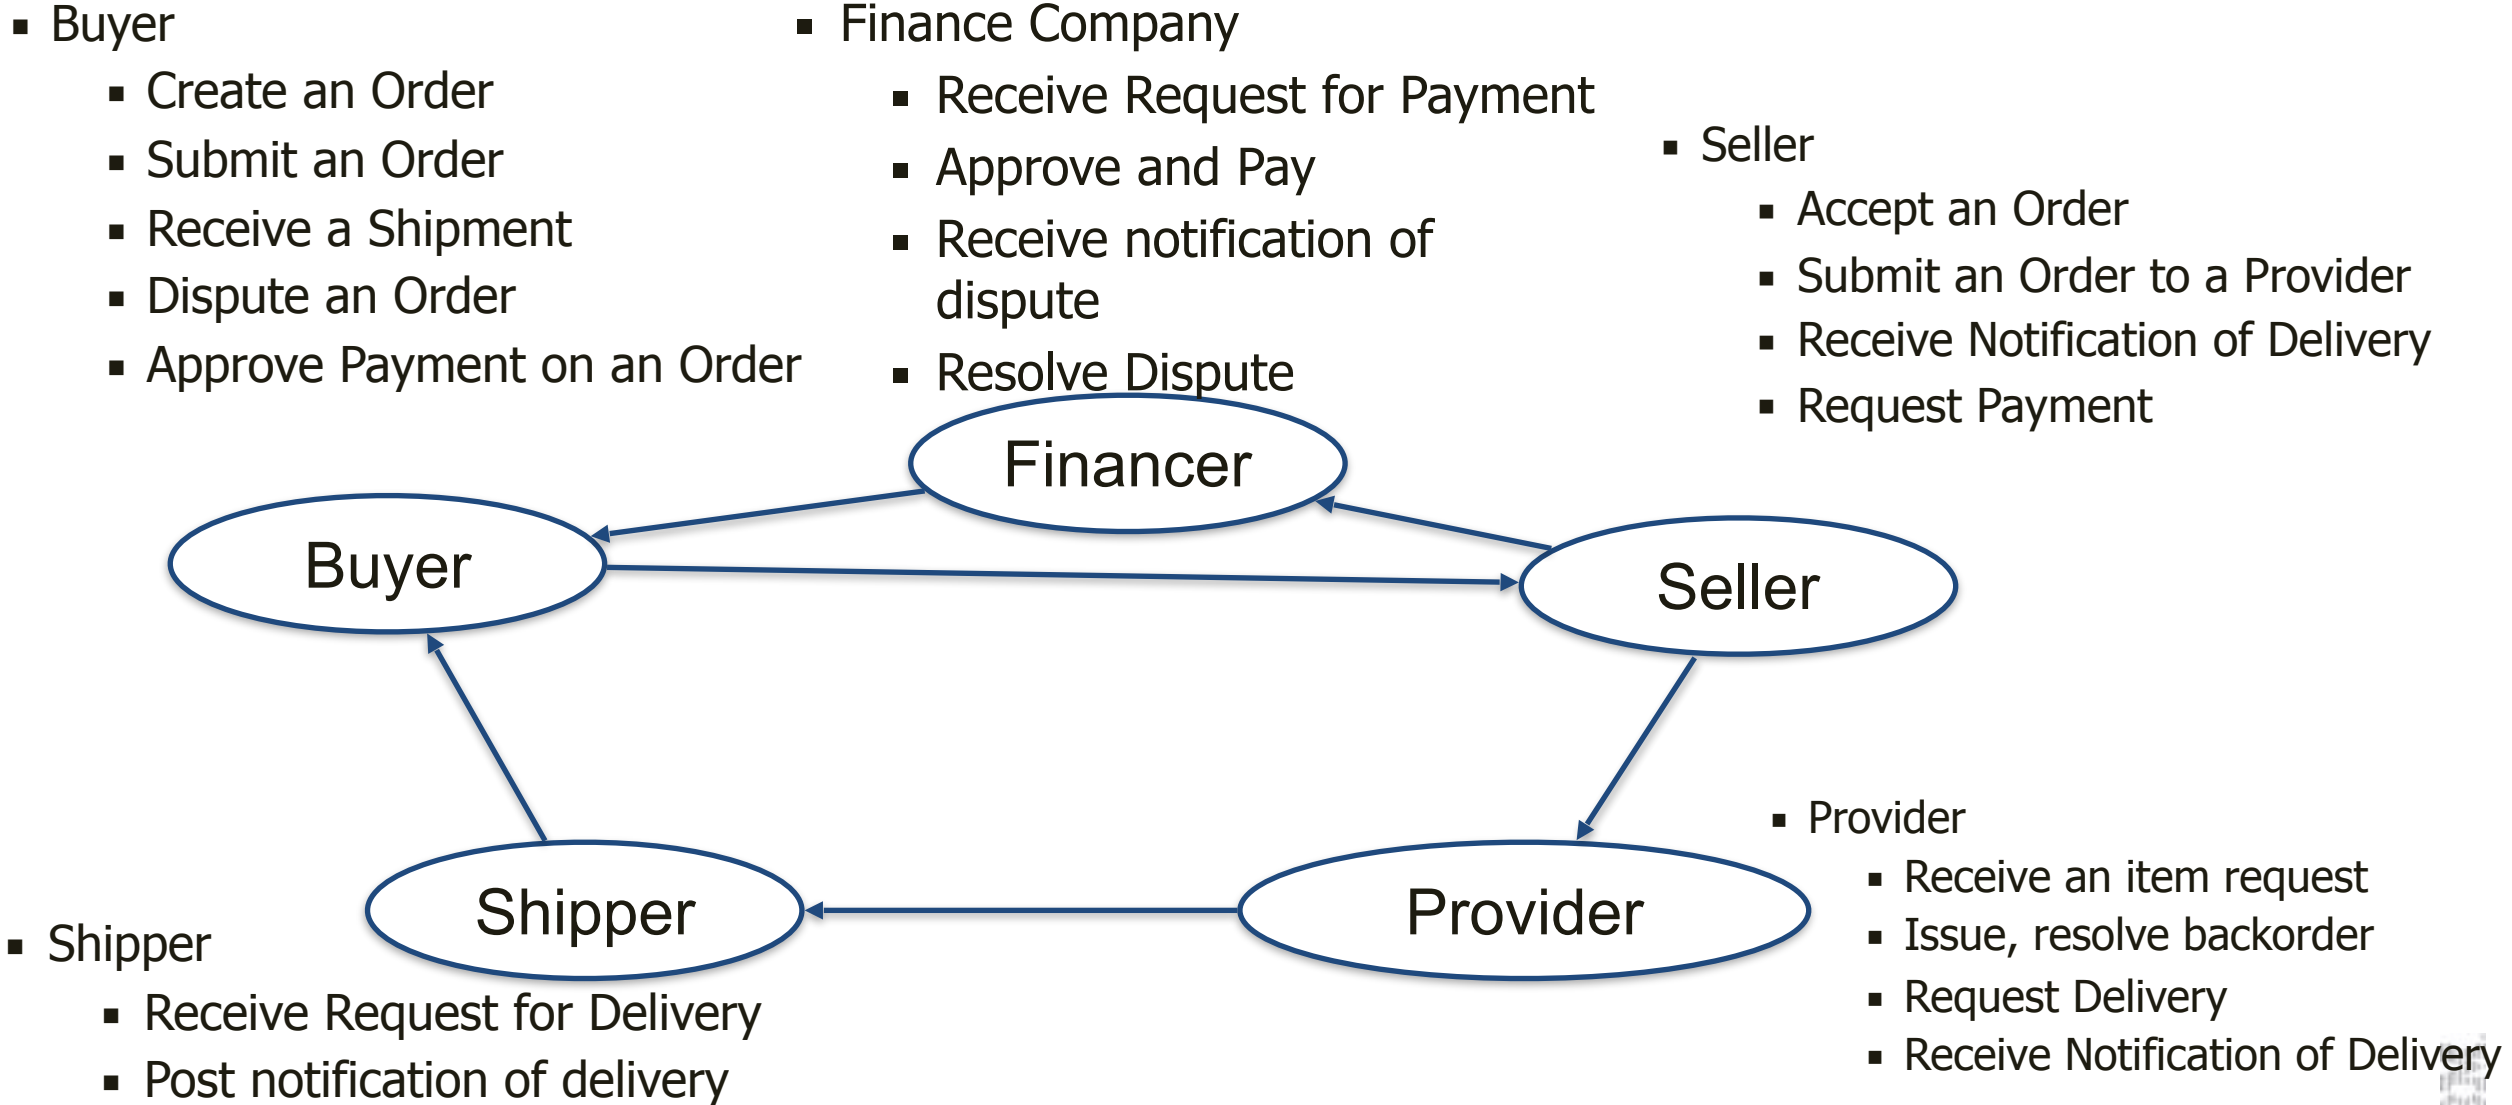 Buyer
Create an Order
Submit an Order
Receive a Shipment
Dispute an Order
Approve Payment on an Order
Finance Company
Receive Request for Payment
Approve and Pay
Receive notification of
dispute
Resolve Dispute
Seller
Accept an Order
Submit an Order to a Provider
Receive Notification of Delivery
Request Payment
Financer
Buyer
Seller
Shipper
Provider
Provider
Receive an item request
Issue, resolve backorder
Request Delivery
Receive Notification of Delivery
Shipper
Receive Request for Delivery
Post notification of delivery